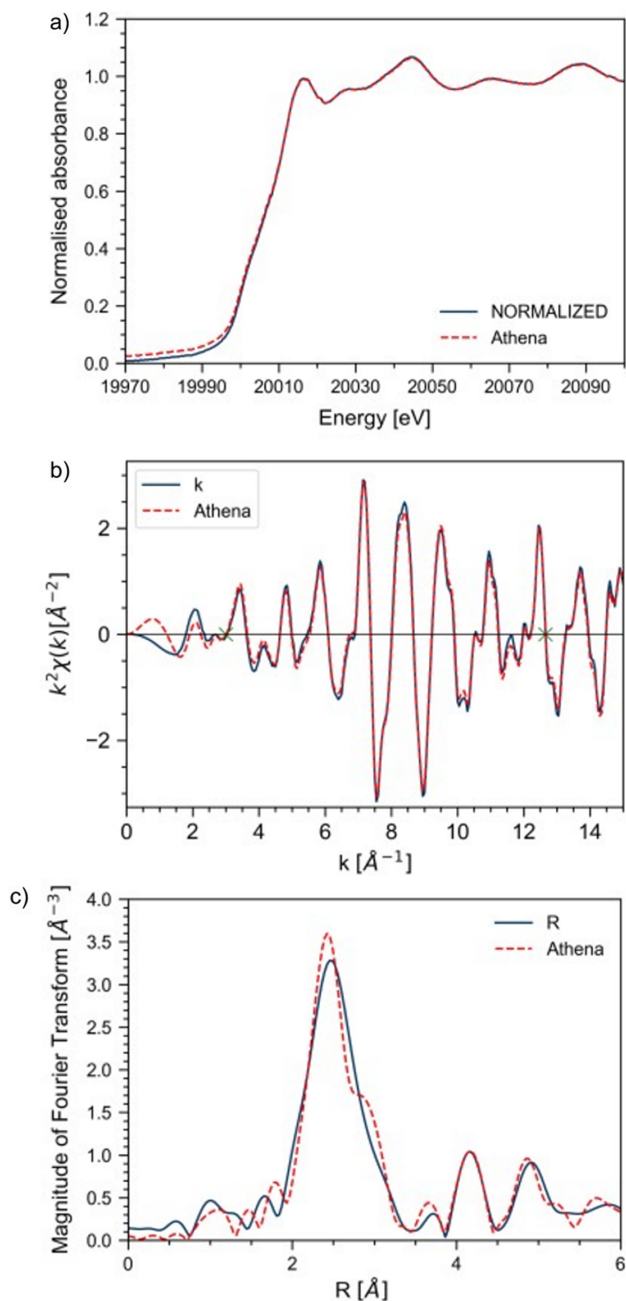 a)
Normalised absorbance
1.2
1.0
0.8
0.6
0.4
0.2
0.0
NORMALIZED
Athena
19970 19990 20010 20030 20050 20070 20090
Energy [eV]
b)
k²χ(k)[Å⁻²]
k
Athena
2
0
−2
0 2 4 6 8 10 12 14
k [Å⁻¹]
c)
Magnitude of Fourier Transform [Å⁻³]
4.0
3.5
3.0
2.5
2.0
1.5
1.0
0.5
0.0
R
Athena
0 2 4 6
R [Å]